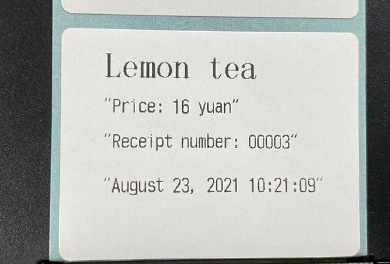 Lemon tea
"Price: 16 yuan"
"Receipt number: 00003"
"August 23, 2021 10:21:09"